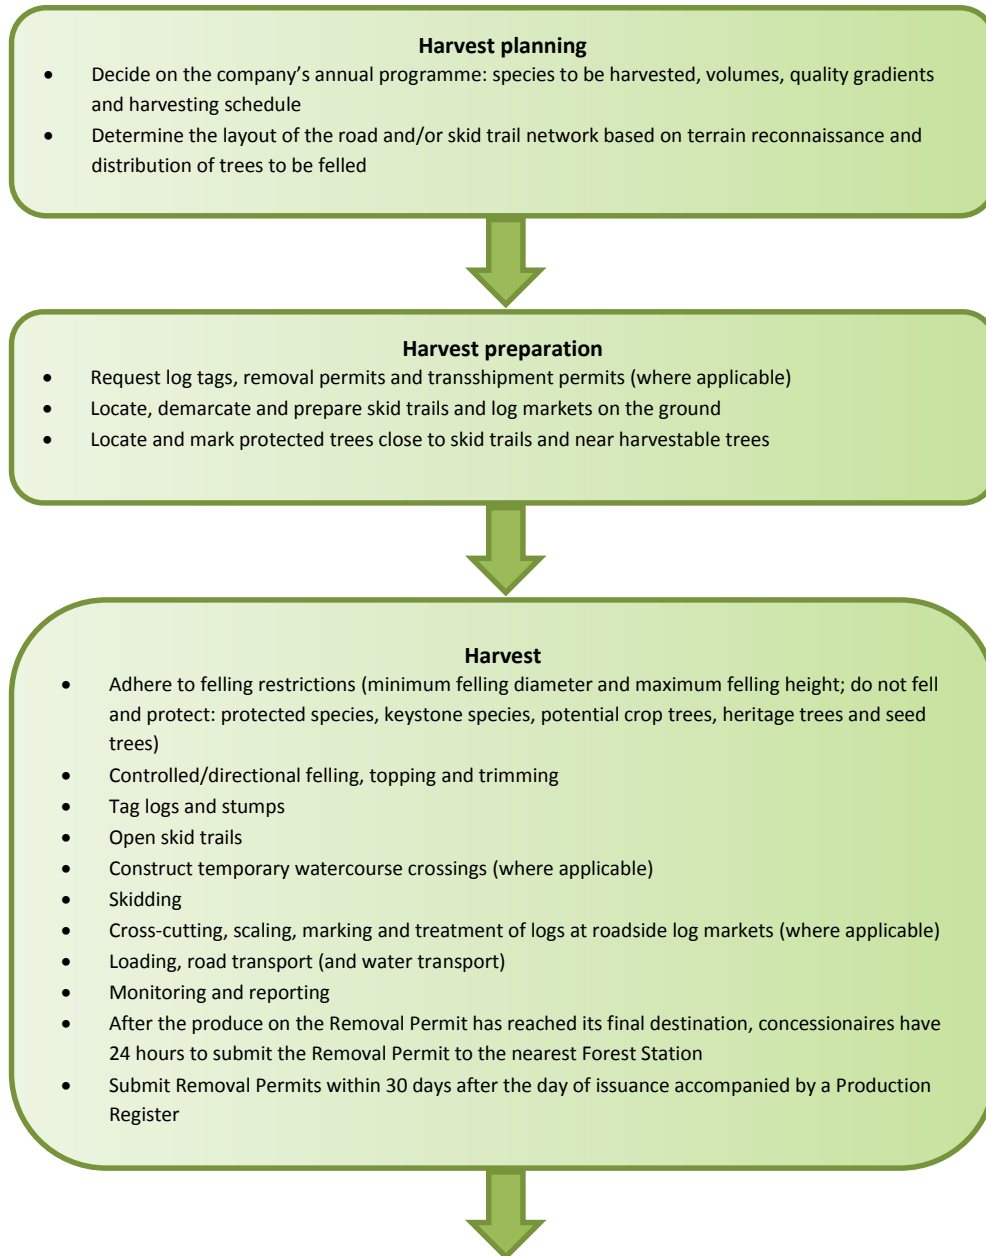 Harvest planning
• Decide on the company’s annual programme: species to be harvested, volumes, quality gradients
and harvesting schedule
• Determine the layout of the road and/or skid trail network based on terrain reconnaissance and
distribution of trees to be felled
Harvest preparation
• Request log tags, removal permits and transshipment permits (where applicable)
• Locate, demarcate and prepare skid trails and log markets on the ground
• Locate and mark protected trees close to skid trails and near harvestable trees
Harvest
• Adhere to felling restrictions (minimum felling diameter and maximum felling height; do not fell
and protect: protected species, keystone species, potential crop trees, heritage trees and seed
trees)
• Controlled/directional felling, topping and trimming
• Tag logs and stumps
• Open skid trails
• Construct temporary watercourse crossings (where applicable)
• Skidding
• Cross-cutting, scaling, marking and treatment of logs at roadside log markets (where applicable)
• Loading, road transport (and water transport)
• Monitoring and reporting
• After the produce on the Removal Permit has reached its final destination, concessionaires have
24 hours to submit the Removal Permit to the nearest Forest Station
• Submit Removal Permits within 30 days after the day of issuance accompanied by a Production
Register